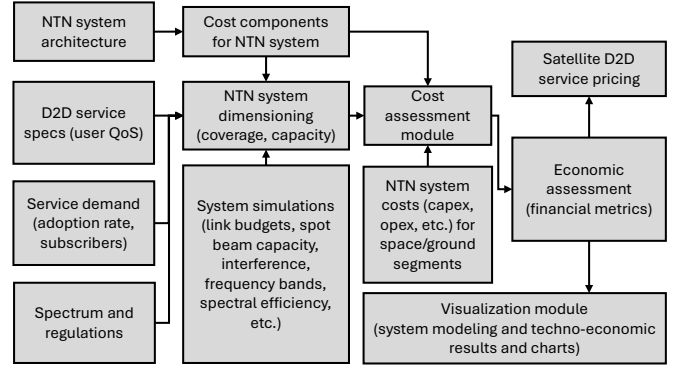 NTN system
architecture
Cost components
for NTN system
Satellite D2D
service pricing
D2D service
specs (user QoS)
NTN system
dimensioning
(coverage, capacity)
Cost
assessment
module
Economic
assessment
(financial metrics)
Service demand
(adoption rate,
subscribers)
System simulations
(link budgets, spot
beam capacity,
interference,
frequency bands,
spectral efficiency,
etc.)
NTN system
costs (capex,
opex, etc.) for
space/ground
segments
Spectrum and
regulations
Visualization module
(system modeling and techno-economic
results and charts)